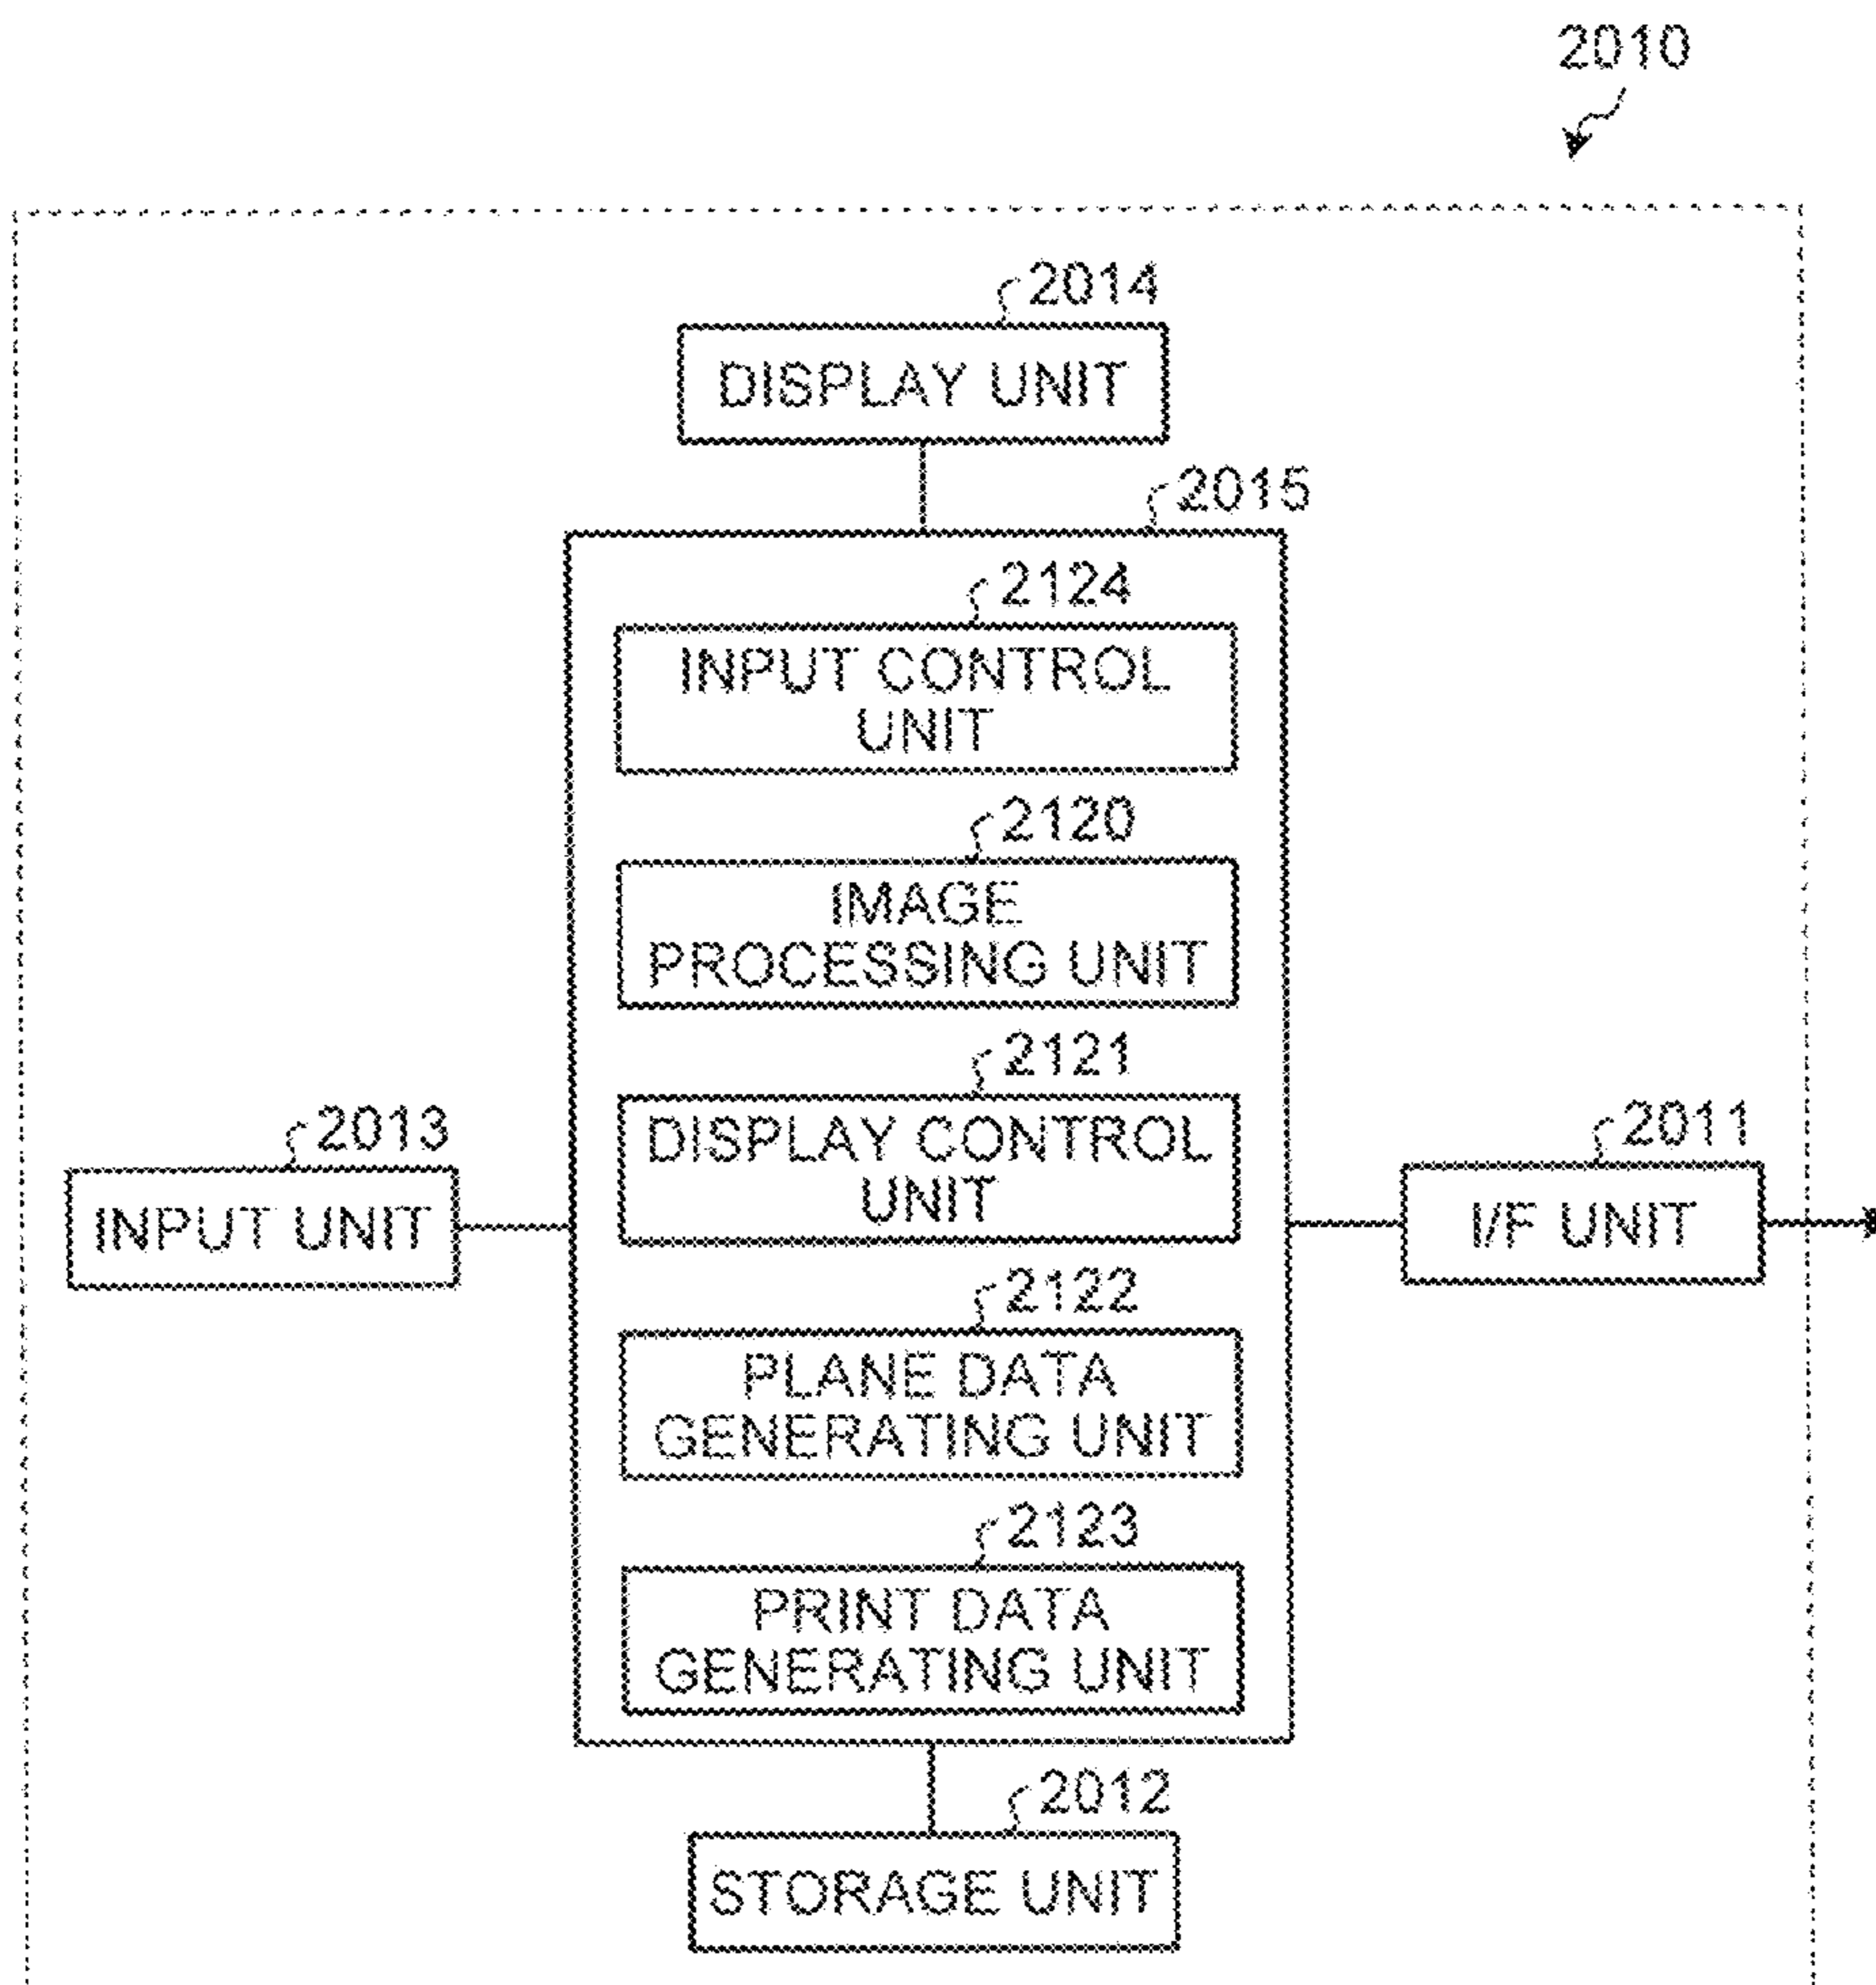 2010
2014
DISPLAY UNIT
2015
2124
INPUT CONTROL
UNIT
2120
IMAGE
PROCESSING UNIT
2121
DISPLAY CONTROL
UNIT
2013
INPUT UNIT
2011
I/F UNIT
2122
PLANE DATA
GENERATING UNIT
2123
PRINT DATA
GENERATING UNIT
2012
STORAGE UNIT